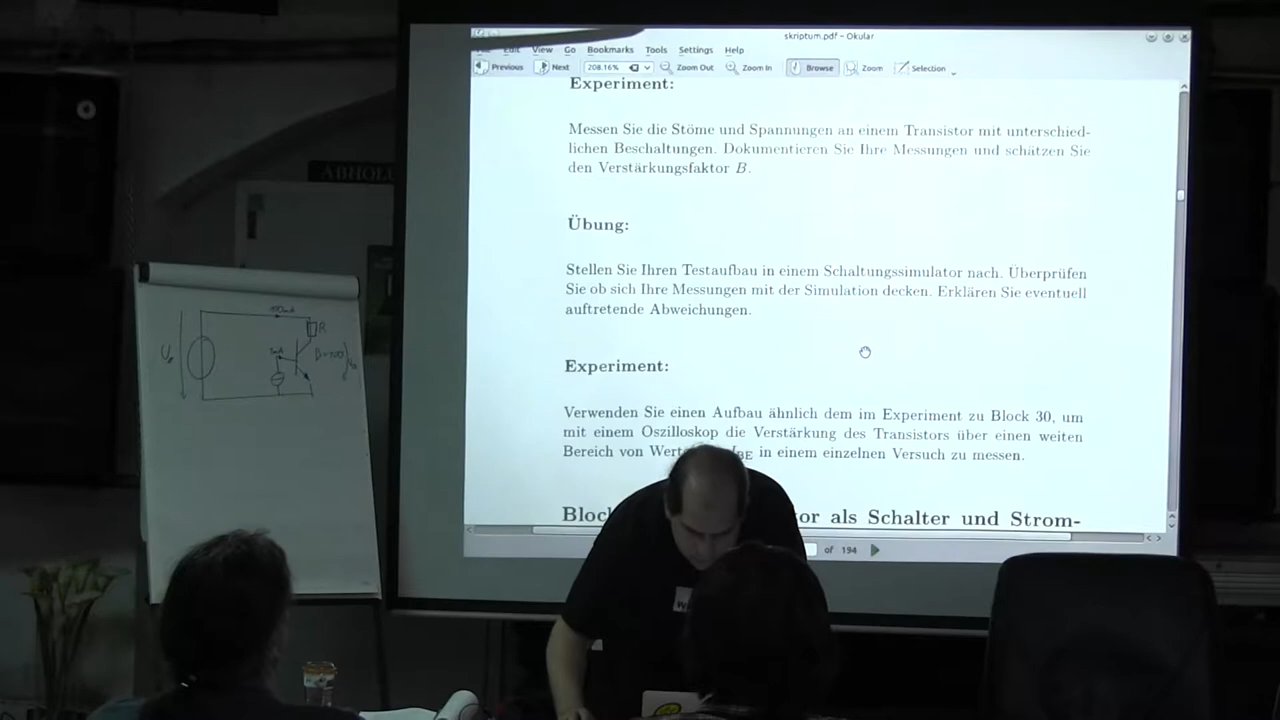 skriptum.pdf - Okular
Edit View Go Bookmarks Tools Settings Help
Previous Next 208.16% Zoom Out Zoom In Browse Zoom Selection
Experiment:
Messen Sie die Stöme und Spannungen an einem Transistor mit unterschied-
lichen Beschaltungen. Dokumentieren Sie Ihre Messungen und schätzen Sie
den Verstärkungsfaktor B.
Übung:
Stellen Sie Ihren Testaufbau in einem Schaltungssimulator nach. Überprüfen
Sie ob sich Ihre Messungen mit der Simulation decken. Erklären Sie eventuell
auftretende Abweichungen.
Experiment:
Verwenden Sie einen Aufbau ähnlich dem im Experiment zu Block 30, um
mit einem Oszilloskop die Verstärkung des Transistors über einen weiten
Bereich von BE in einem einzelnen Versuch zu messen.
als Schalter und Strom-
of 194
ABHOL
100mA
R
B=100